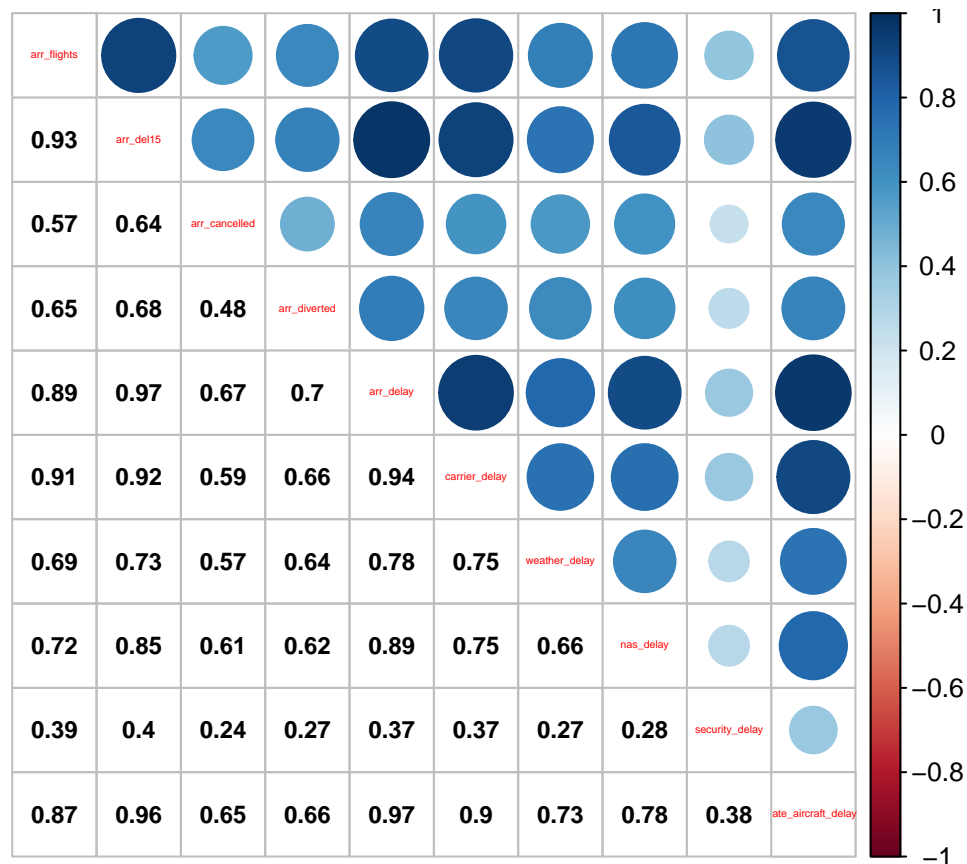 arr_flights
0.93 arr_del15
0.57 0.64 arr_cancelled
0.65 0.68 0.48 arr_diverted
0.89 0.97 0.67 0.7 arr_delay
0.91 0.92 0.59 0.66 0.94 carrier_delay
0.69 0.73 0.57 0.64 0.78 0.75 weather_delay
0.72 0.85 0.61 0.62 0.89 0.75 0.66 nas_delay
0.39 0.4 0.24 0.27 0.37 0.37 0.27 0.28 security_delay
0.87 0.96 0.65 0.66 0.97 0.9 0.73 0.78 0.38 ate_aircraft_delay
1
0.8
0.6
0.4
0.2
0
−0.2
−0.4
−0.6
−0.8
−1